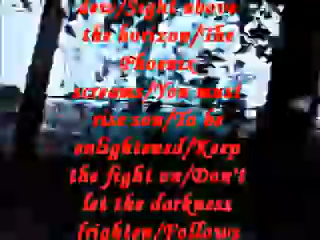 dew/Sight above
the horizon/The
Phoenix
screams/You must
rise son/To be
enlightened/Keep
the fight on/Don't
let the darkness
frighten/Follows